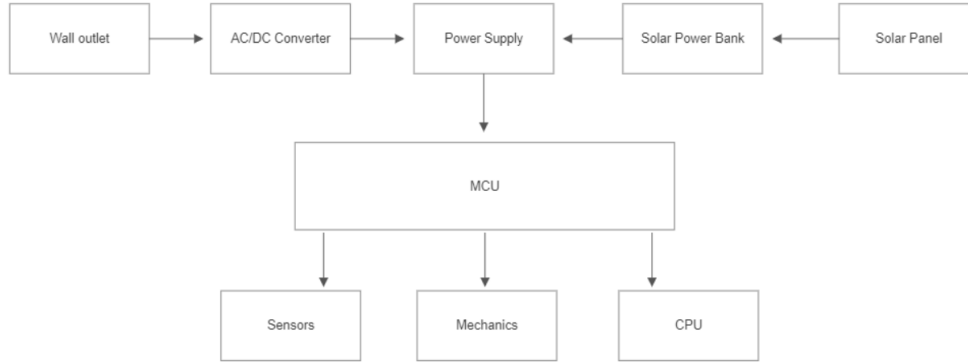 Wall outlet
AC/DC Converter
Power Supply
Solar Power Bank
Solar Panel
MCU
Sensors
Mechanics
CPU